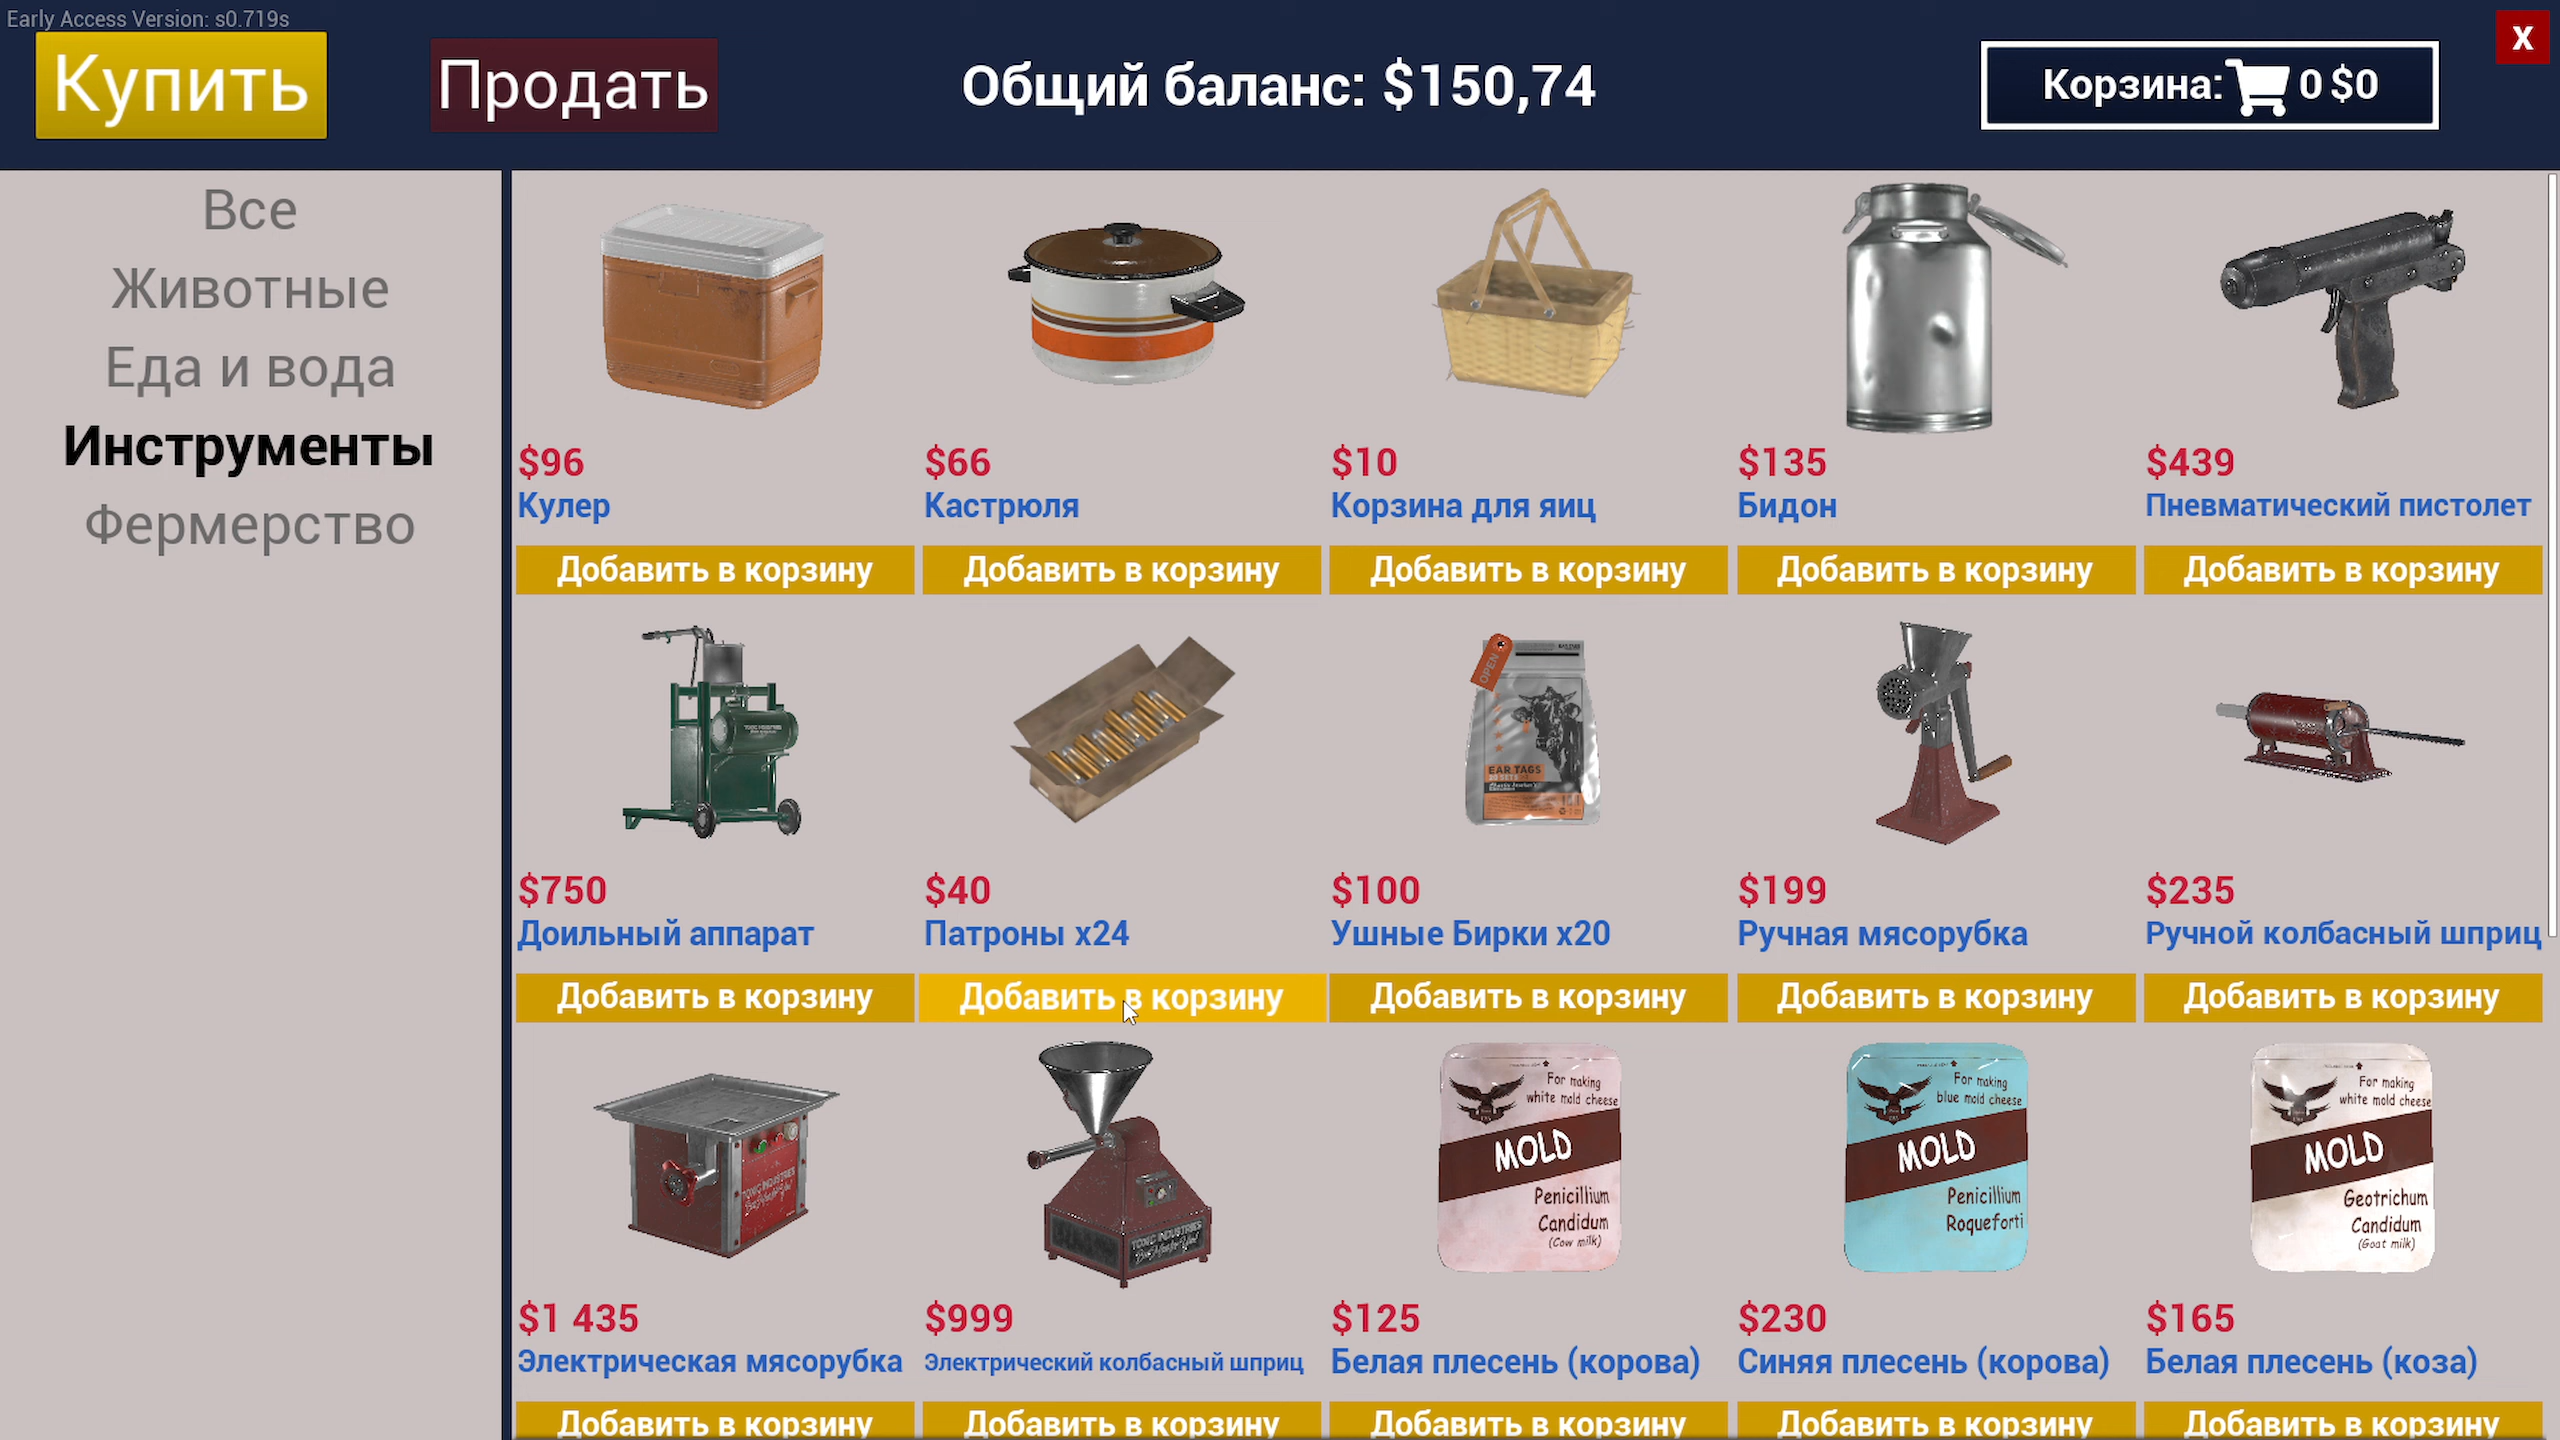 Early Access Version: s0.719s
Купить
Продать
Общий баланс: $150,74
Корзина: 0 $0
X
Все
Животные
Еда и вода
Инструменты
Фермерство
$96
Кулер
Добавить в корзину
$66
Кастрюля
Добавить в корзину
$10
Корзина для яиц
Добавить в корзину
$135
Бидон
Добавить в корзину
$439
Пневматический пистолет
Добавить в корзину
$750
Доильный аппарат
Добавить в корзину
$40
Патроны x24
Добавить в корзину
OPEN
EAR TAGS
$100
Ушные Бирки x20
Добавить в корзину
$199
Ручная мясорубка
Добавить в корзину
$235
Ручной колбасный шприц
Добавить в корзину
TOXIC INDUSTRIES
$1 435
Электрическая мясорубка
Добавить в корзину
TOXIC INDUSTRIES
$999
Электрический колбасный шприц
Добавить в корзину
For making
white mold cheese
MOLD
Penicillium
Candidum
(Cow milk)
$125
Белая плесень (корова)
Добавить в корзину
For making
blue mold cheese
MOLD
Penicillium
Roqueforti
$230
Синяя плесень (корова)
Добавить в корзину
For making
white mold cheese
MOLD
Geotrichum
Candidum
(Goat milk)
$165
Белая плесень (коза)
Добавить в корзину